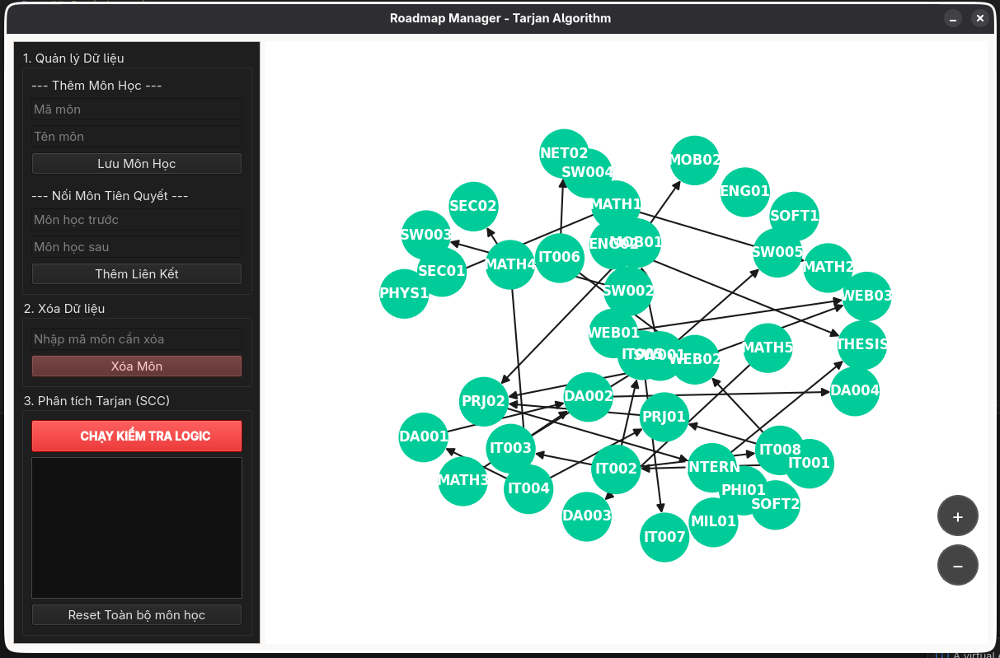 Roadmap Manager - Tarjan Algorithm
1. Quản lý Dữ liệu
--- Thêm Môn Học ---
Mã môn
Tên môn
Lưu Môn Học
--- Nối Môn Tiên Quyết ---
Môn học trước
Môn học sau
Thêm Liên Kết
2. Xóa Dữ liệu
Nhập mã môn cần xóa
Xóa Môn
3. Phân tích Tarjan (SCC)
CHẠY KIỂM TRA LOGIC
Reset Toàn bộ môn học
NET02
MOB02
SW004
ENG01
MATH1
SEC02
SOFT1
SW003
ENG02
MOB01
SW005
IT006
MATH4
MATH2
SEC01
SW002
PHYS1
WEB03
WEB01
THESIS
MATH5
IT005
SW001
WEB02
DA004
DA002
PRJ02
PRJ01
DA001
IT003
IT008
IT001
IT002
INTERN
MATH3
IT004
PHI01
SOFT2
DA003
MIL01
IT007
+
−
A virtual